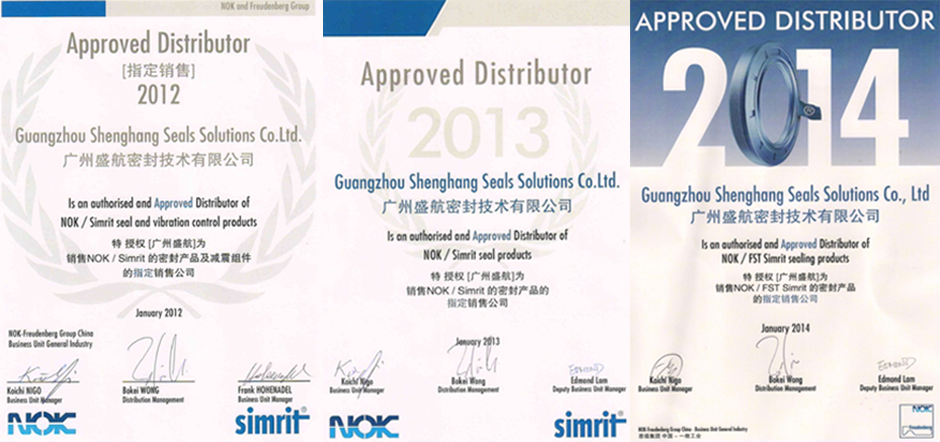 NOK and Freudenberg Group
Approved Distributor
[指定销售]
2012
Guangzhou Shenghang Seals Solutions Co.Ltd.
广州盛航密封技术有限公司
Is an authorised and Approved Distributor of
NOK / Simrit seal and vibration control products
特 授权 [广州盛航]为
销售NOK / Simrit 的密封产品及减震组件
的指定销售公司
January 2012
NOK-Freudenberg Group China
Business Unit General Industry
Koichi NIGO
Business Unit Manager
Bokei WONG
Distribution Management
Frank HOHENADEL
Business Unit Manager
NOK
simrit
Approved Distributor
2013
Guangzhou Shenghang Seals Solutions Co.Ltd.
广州盛航密封技术有限公司
Is an authorised and Approved Distributor of
NOK / Simrit seal products
特 授权 [广州盛航]为
销售NOK / Simrit 的密封产品的
指定销售公司
January 2013
Koichi Nigo
Business Unit Manager
Bokei Wong
Distribution Management
Edmond Lam
Deputy Business Unit Manager
NOK
simrit
APPROVED DISTRIBUTOR
2014
Guangzhou Shenghang Seals Solutions Co., Ltd
广州盛航密封技术有限公司
Is an authorised and Approved Distributor of
NOK / FST Simrit sealing products
特 授权 [广州盛航]为
销售NOK / FST Simrit 的密封产品
的指定销售公司
January 2014
Koichi Nigo
Business Unit Manager
Bokei Wong
Distribution Management
Edmond Lam
Deputy Business Unit Manager
NOK-Freudenberg Group China - Business Unit General Industry
NOK
Freudenberg